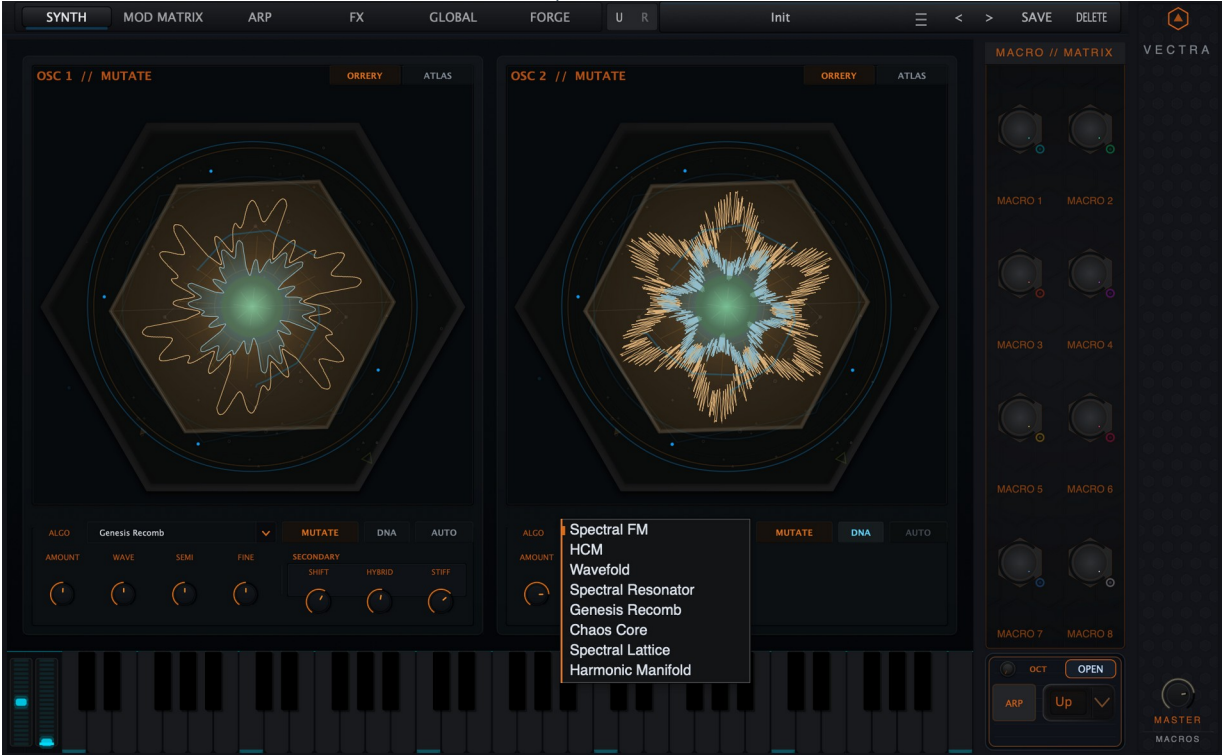 SYNTH MOD MATRIX ARP FX GLOBAL FORGE U R Init < > SAVE DELETE
VECTRA
OSC 1 // MUTATE ORRERY ATLAS
OSC 2 // MUTATE ORRERY ATLAS
MACRO // MATRIX
MACRO 1 MACRO 2
MACRO 3 MACRO 4
MACRO 5 MACRO 6
MACRO 7 MACRO 8
ALGO Genesis Recomb MUTATE DNA AUTO
AMOUNT WAVE SEMI FINE SECONDARY
SHIFT HYBRID STIFF
ALGO MUTATE DNA AUTO
AMOUNT
Spectral FM
HCM
Wavefold
Spectral Resonator
Genesis Recomb
Chaos Core
Spectral Lattice
Harmonic Manifold
OCT OPEN
ARP Up
MASTER
MACROS